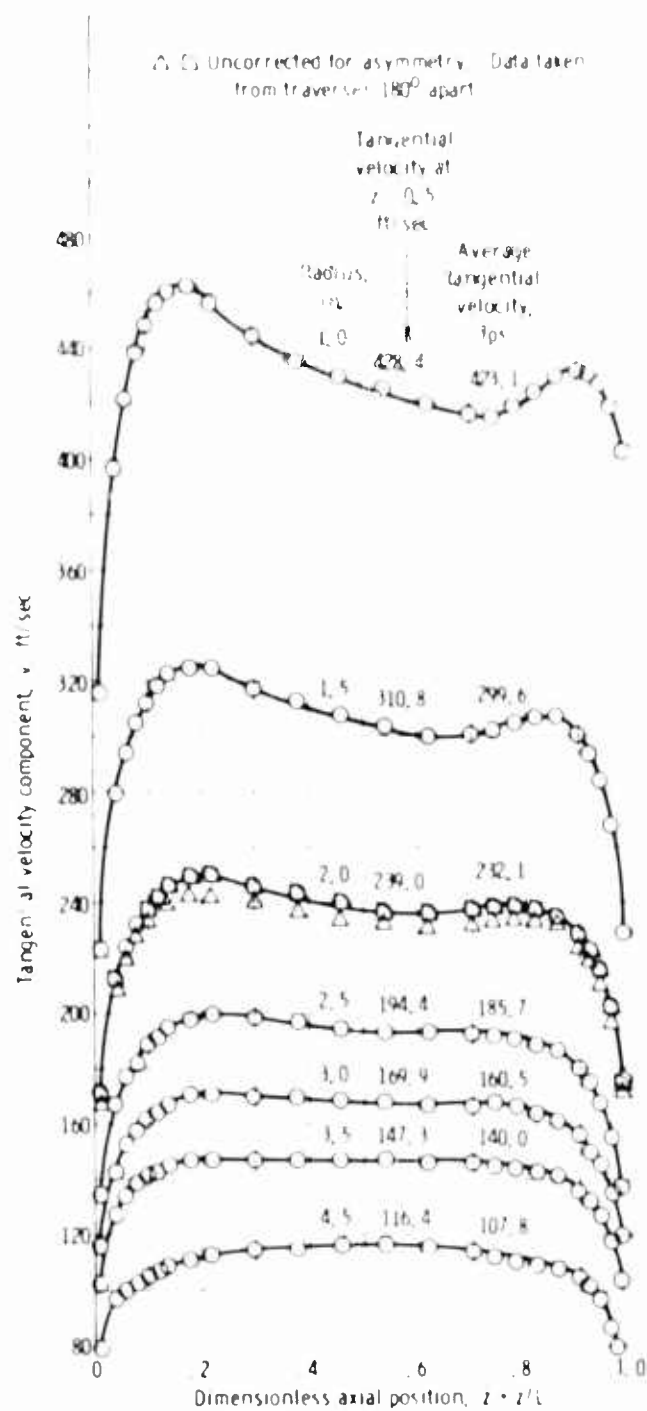 △ □ Uncorrected for asymmetry. Data taken
from traverses 180° apart
Tangential
velocity at
z = 0.5
ft/sec
Radius,
in.
Average
tangential
velocity,
fps
480
440
400
360
320
280
240
200
160
120
80
1.0 428.4 423.1
1.5 310.8 299.6
2.0 239.0 232.1
2.5 194.4 185.7
3.0 169.9 160.5
3.5 147.3 140.0
4.5 116.4 107.8
Tangential velocity component, v ft/sec
0 .2 .4 .6 .8 1.0
Dimensionless axial position, z = z/L